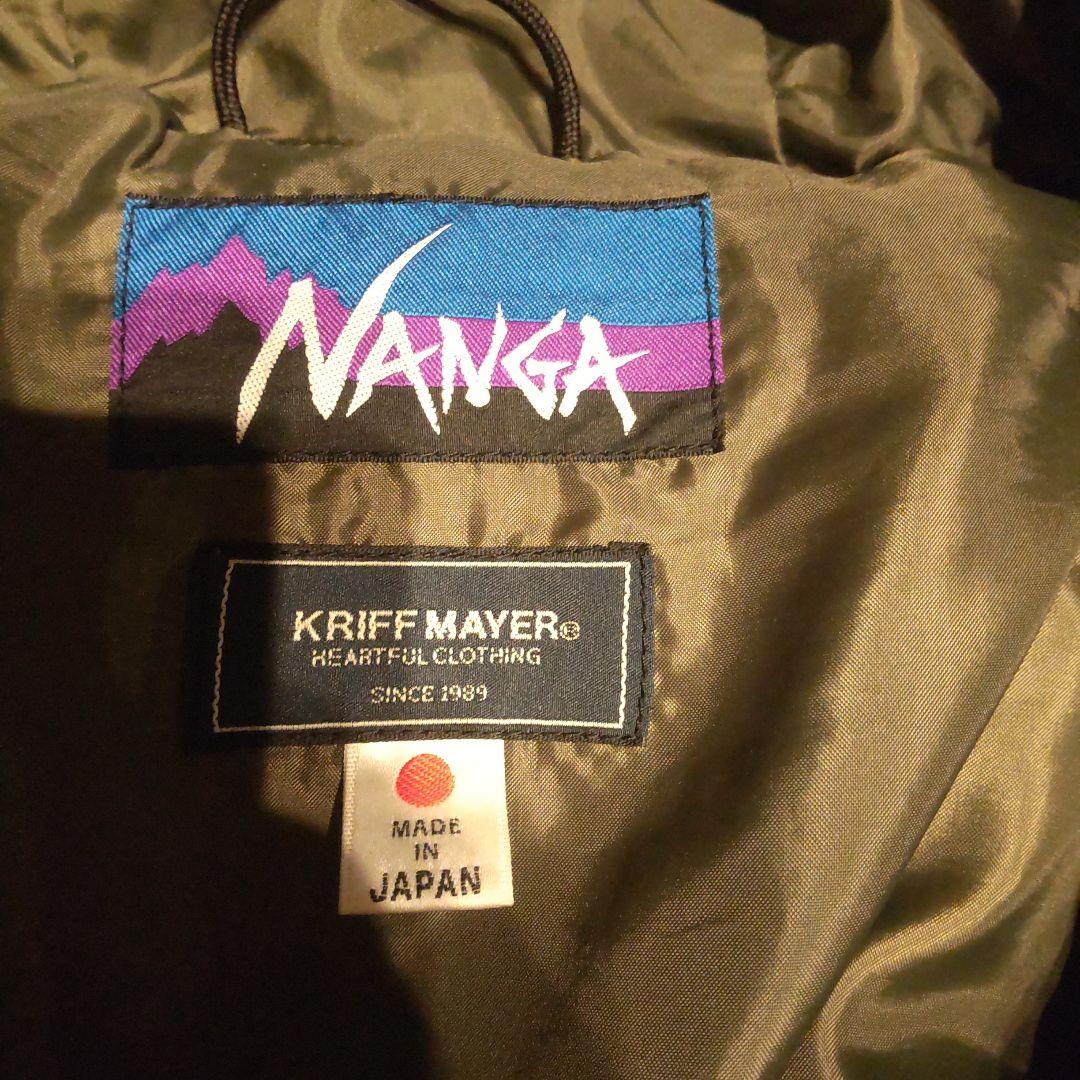 NANGA
KRIFF MAYER®
HEARTFUL CLOTHING
SINCE 1989
MADE
IN
JAPAN